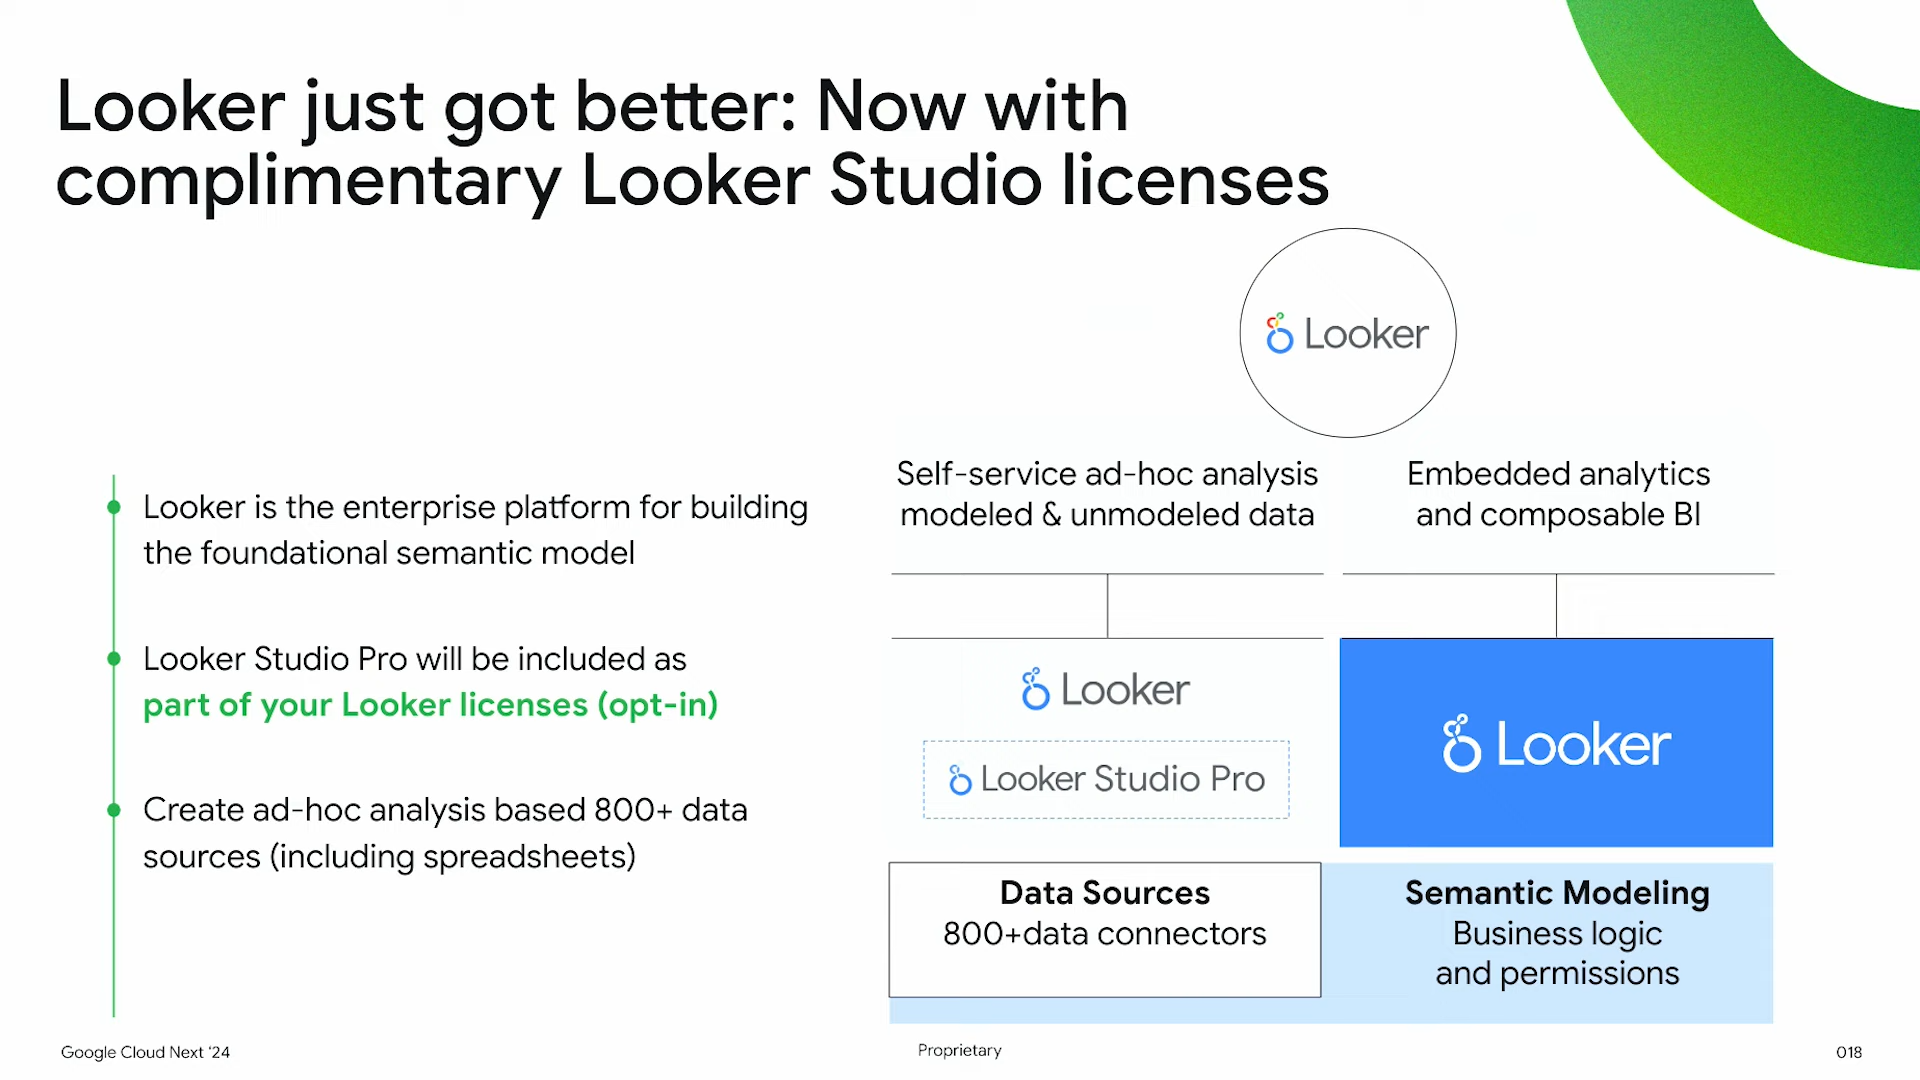 Looker just got better: Now with
complimentary Looker Studio licenses
Looker
Looker is the enterprise platform for building
the foundational semantic model
Looker Studio Pro will be included as
part of your Looker licenses (opt-in)
Create ad-hoc analysis based 800+ data
sources (including spreadsheets)
Self-service ad-hoc analysis
modeled & unmodeled data
Looker
Looker Studio Pro
Data Sources
800+data connectors
Embedded analytics
and composable BI
Looker
Semantic Modeling
Business logic
and permissions
Google Cloud Next ‘24
Proprietary
018